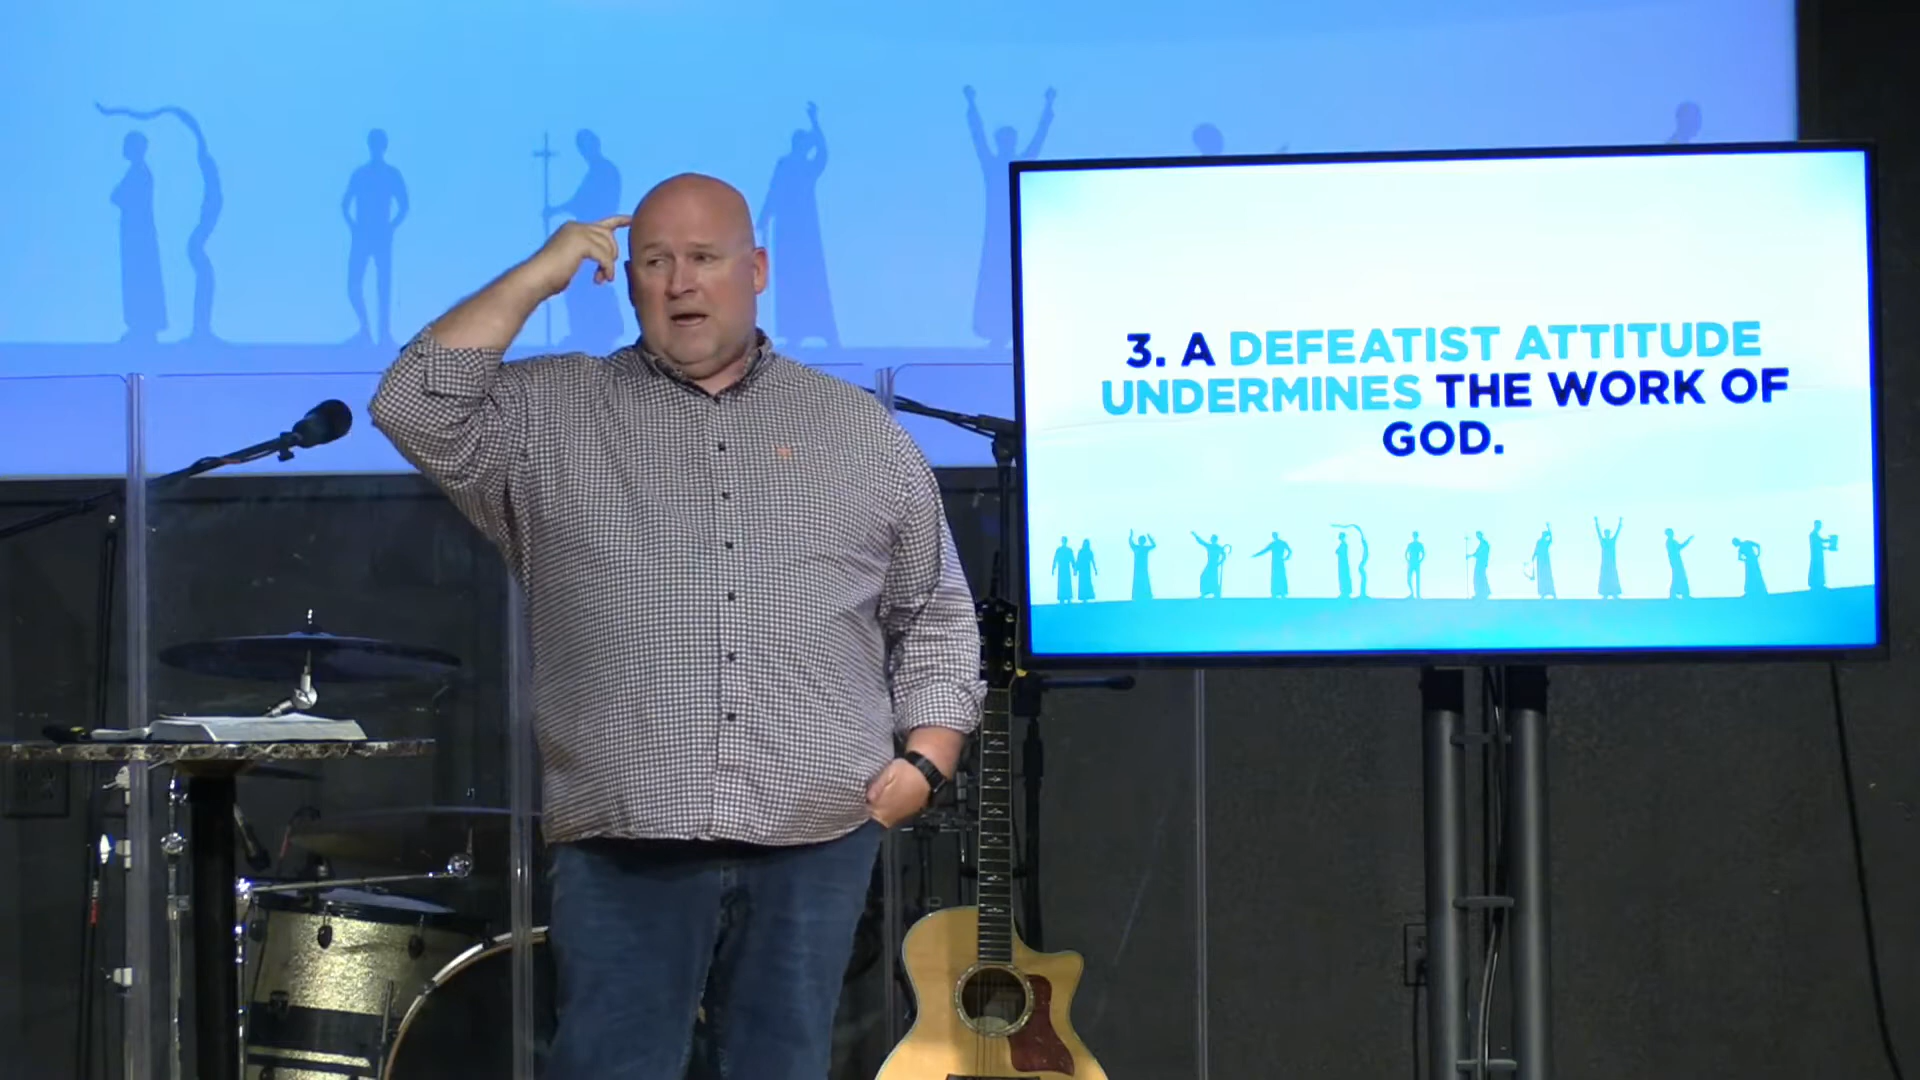 3. A DEFEATIST ATTITUDE
UNDERMINES THE WORK OF
GOD.